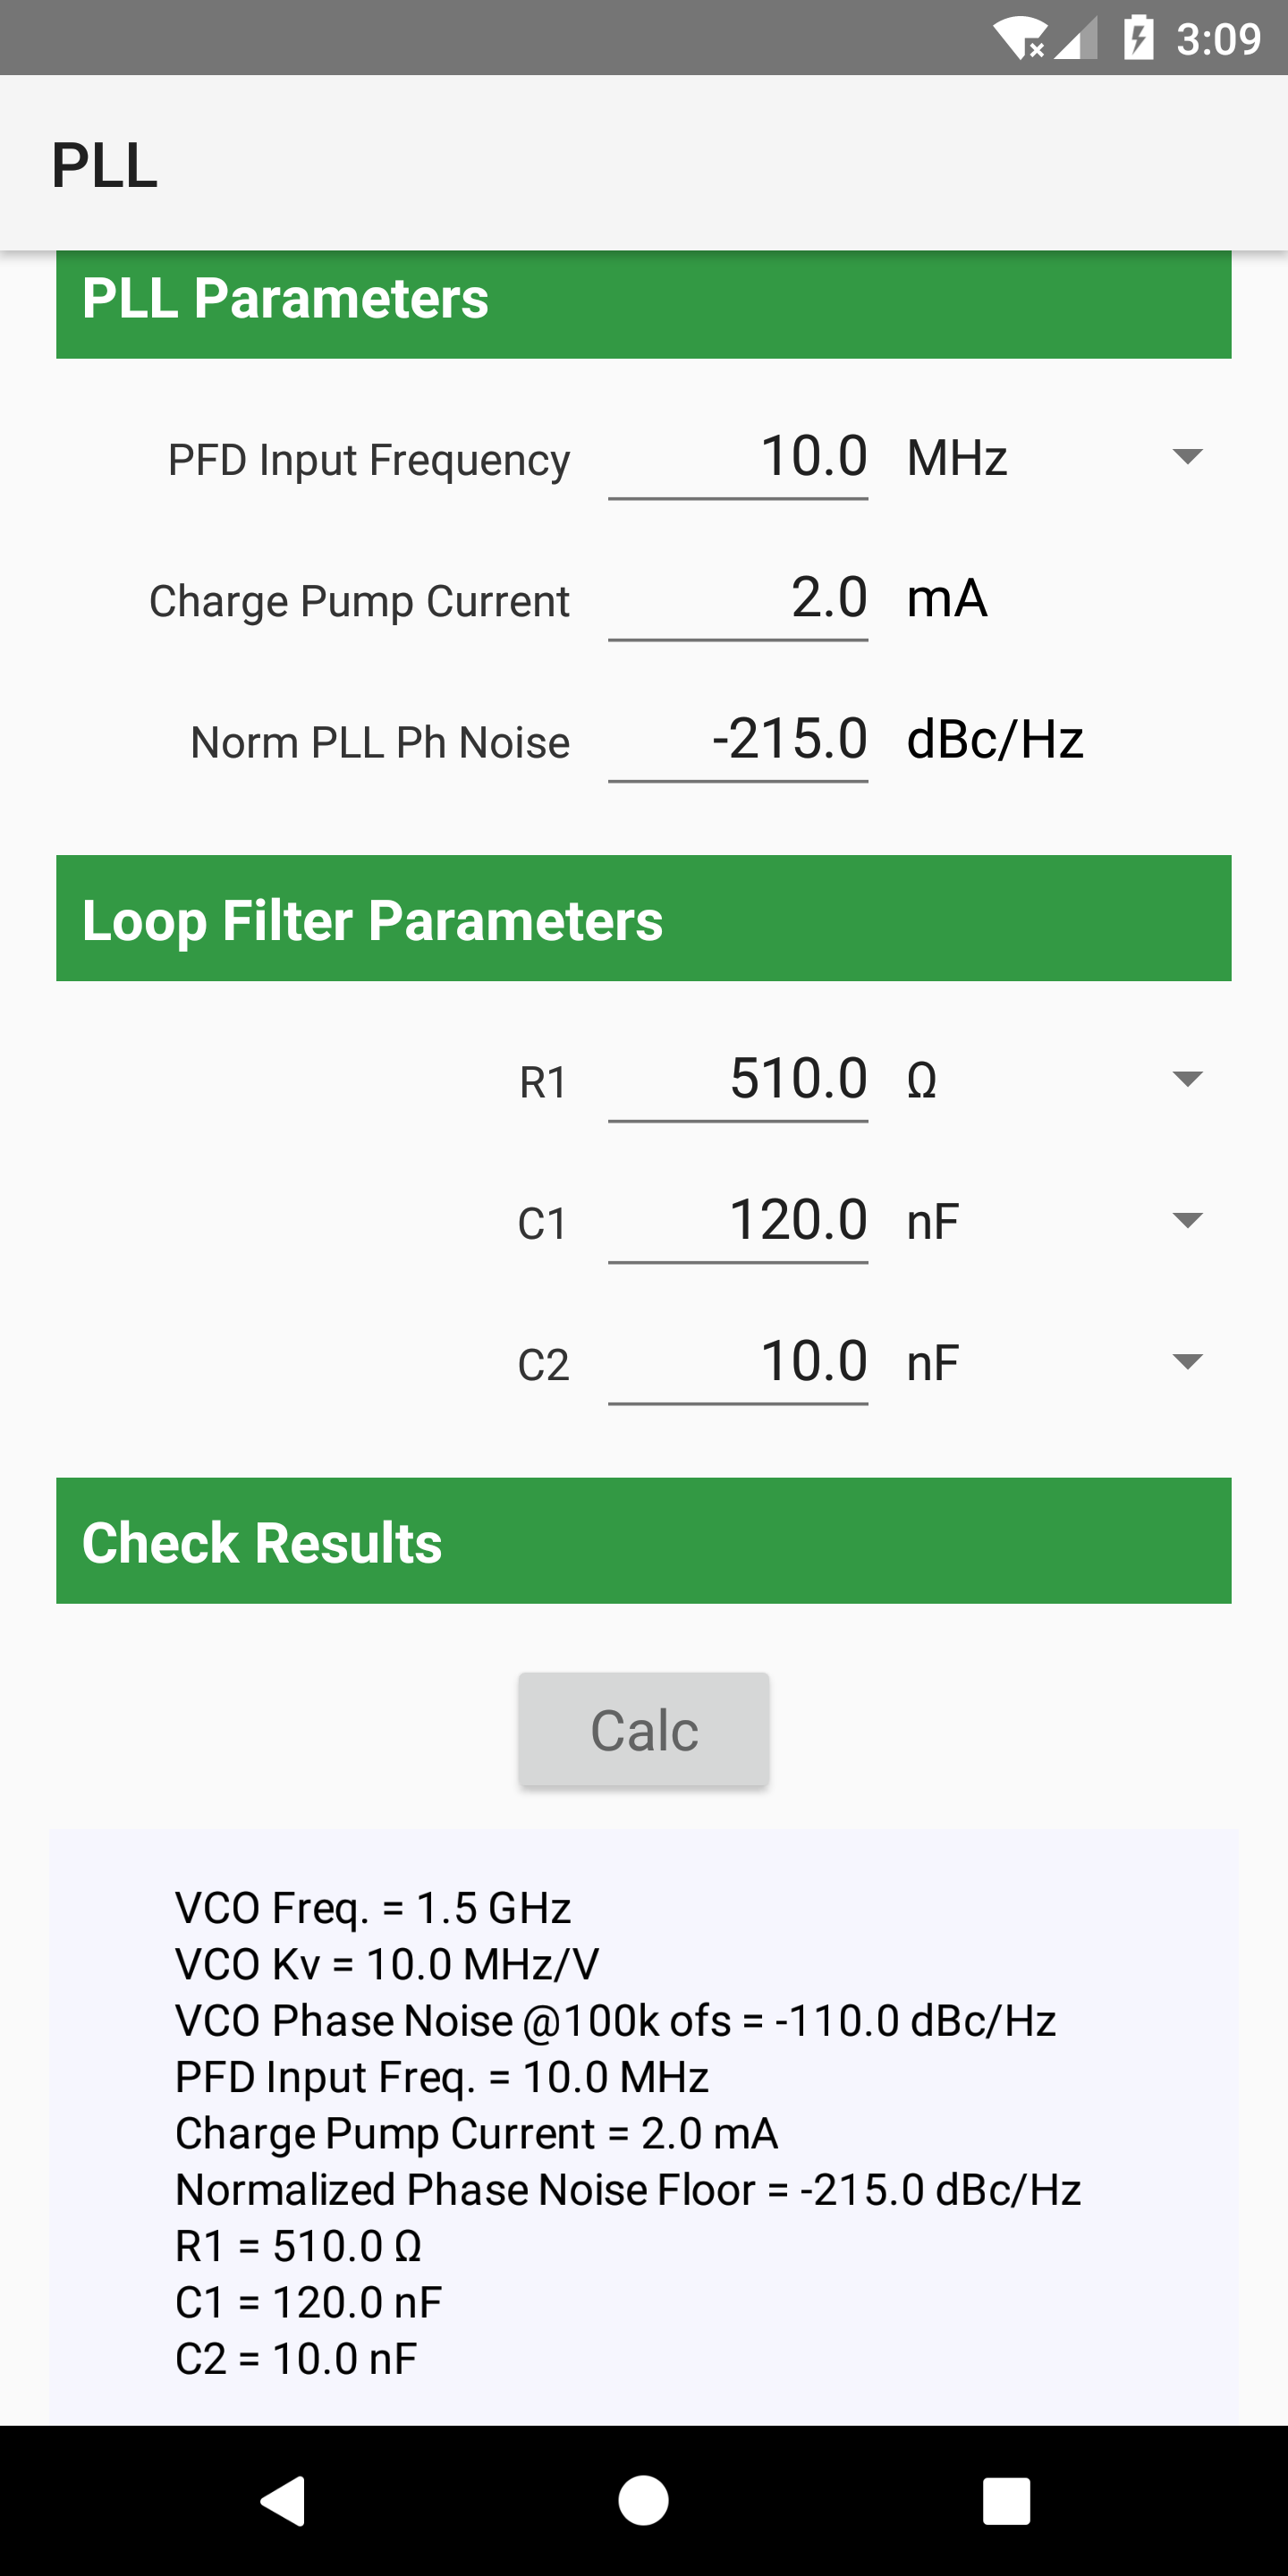 3:09
PLL
PLL Parameters
PFD Input Frequency 10.0 MHz
Charge Pump Current 2.0 mA
Norm PLL Ph Noise -215.0 dBc/Hz
Loop Filter Parameters
R1 510.0 Ω
C1 120.0 nF
C2 10.0 nF
Check Results
Calc
VCO Freq. = 1.5 GHz
VCO Kv = 10.0 MHz/V
VCO Phase Noise @100k ofs = -110.0 dBc/Hz
PFD Input Freq. = 10.0 MHz
Charge Pump Current = 2.0 mA
Normalized Phase Noise Floor = -215.0 dBc/Hz
R1 = 510.0 Ω
C1 = 120.0 nF
C2 = 10.0 nF